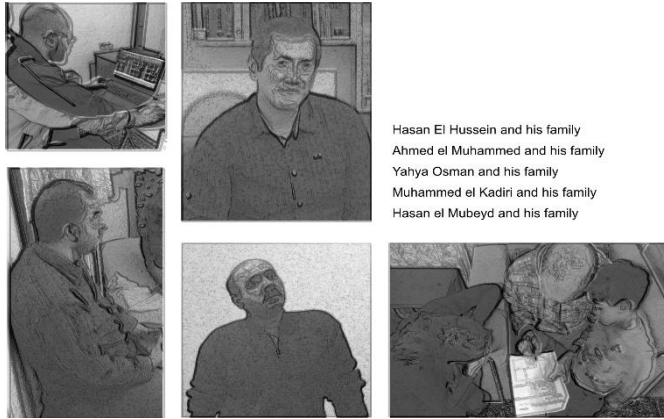 Hasan El Hussein and his family
Ahmed el Muhammed and his family
Yahya Osman and his family
Muhammed el Kadiri and his family
Hasan el Mubeyd and his family